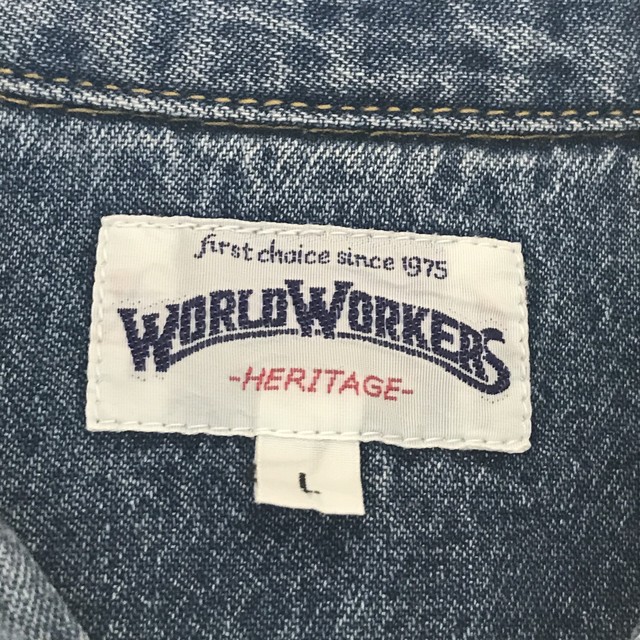 first choice since 1975
WORLD WORKERS
-HERITAGE-
L